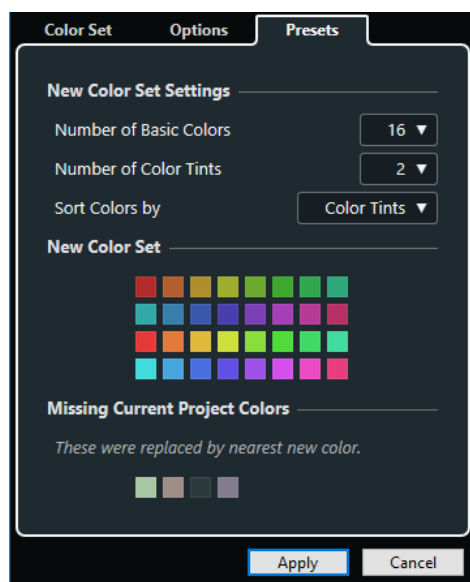 Color Set Options Presets
New Color Set Settings
Number of Basic Colors 16 ▼
Number of Color Tints 2 ▼
Sort Colors by Color Tints ▼
New Color Set
Missing Current Project Colors
These were replaced by nearest new color.
Apply Cancel